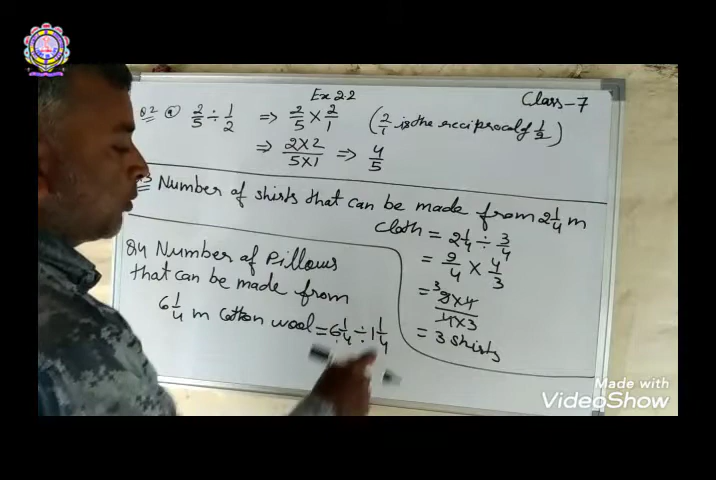 Ex 2.2
Class-7
Q2 (a) 2/5 ÷ 1/2 => 2/5 × 2/1 (2/1 is the reciprocal of 1/2)
=> 2×2/5×1 => 4/5
Number of shirts that can be made from 2 1/4 m
Cloth = 2 1/4 ÷ 3/4
= 9/4 × 4/3
= 3 9×4/4×3
= 3 shirts
Q4 Number of Pillows
that can be made from
6 1/4 m Cotton wool = 6 1/4 ÷ 1 1/4
Made with
VideoShow